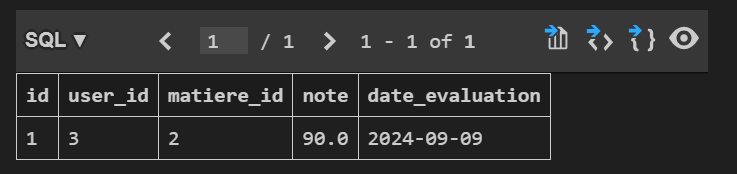 SQL ▼ < 1 / 1 > 1 - 1 of 1
id user_id matiere_id note date_evaluation
1 3 2 90.0 2024-09-09